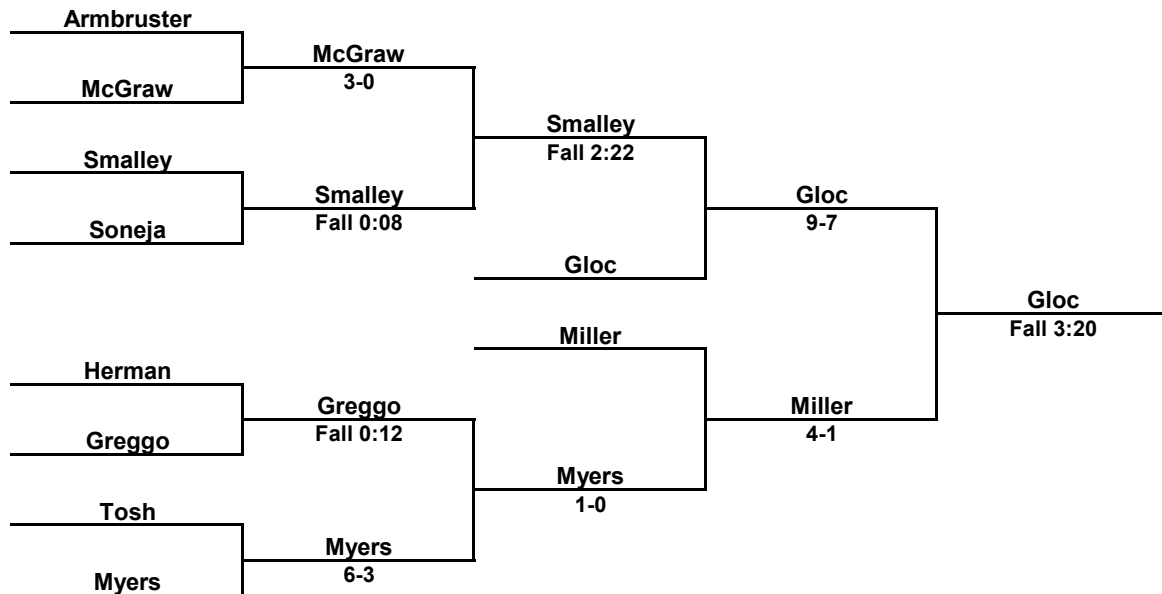 Armbruster
McGraw
3-0
McGraw
Smalley
Fall 2:22
Smalley
Smalley
Fall 0:08
Gloc
9-7
Soneja
Gloc
Gloc
Fall 3:20
Miller
Herman
Greggo
Fall 0:12
Miller
4-1
Greggo
Myers
1-0
Tosh
Myers
6-3
Myers